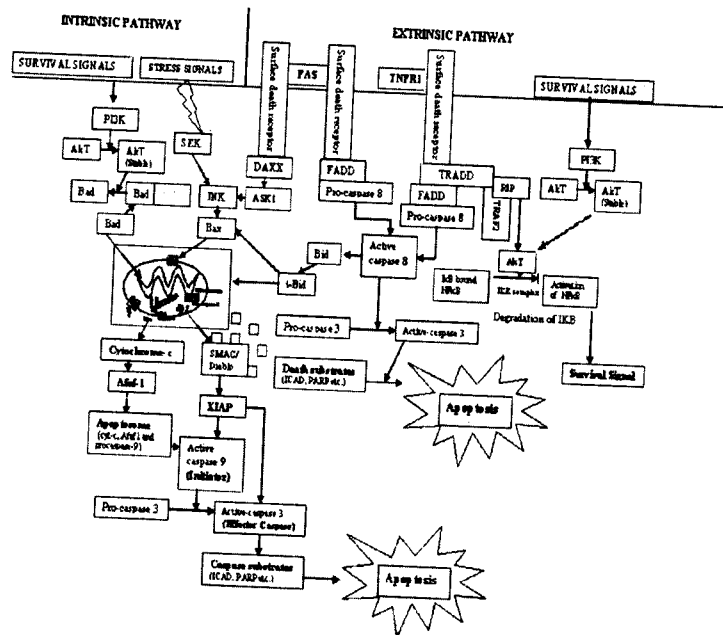 INTRINSIC PATHWAY
EXTRINSIC PATHWAY
SURVIVAL SIGNALS
STRESS SIGNALS
Surface death receptor
FAS
Surface death receptor
TNFR1
Surface death receptor
SURVIVAL SIGNALS
PI3K
SEK
AkT
AkT
(Stable)
Bad
Bad
Bad
JNK
Bax
DAXX
ASK1
FADD
Pro-caspase 8
TRADD
FADD
Pro-caspase 8
RIP
TRAF2
PI3K
AkT
AkT
(Stable)
AkT
Active
caspase 8
Bid
t-Bid
IkB bound
NFkB
IKK complex
Activation
of NFkB
Degradation of IKB
Survival Signal
Pro-caspase 3
Active-caspase 3
Death substrates
(ICAD, PARP etc.)
Apoptosis
Cytochrome-c
SMAC/
Diablo
Afaf-1
XIAP
Apoptosome
(cyt-c, Afaf1 and
procaspase-9)
Active
caspase 9
(Initiator)
Pro-caspase 3
Active-caspase 3
(Effector Caspase)
Caspase substrates
(ICAD, PARP etc.)
Apoptosis